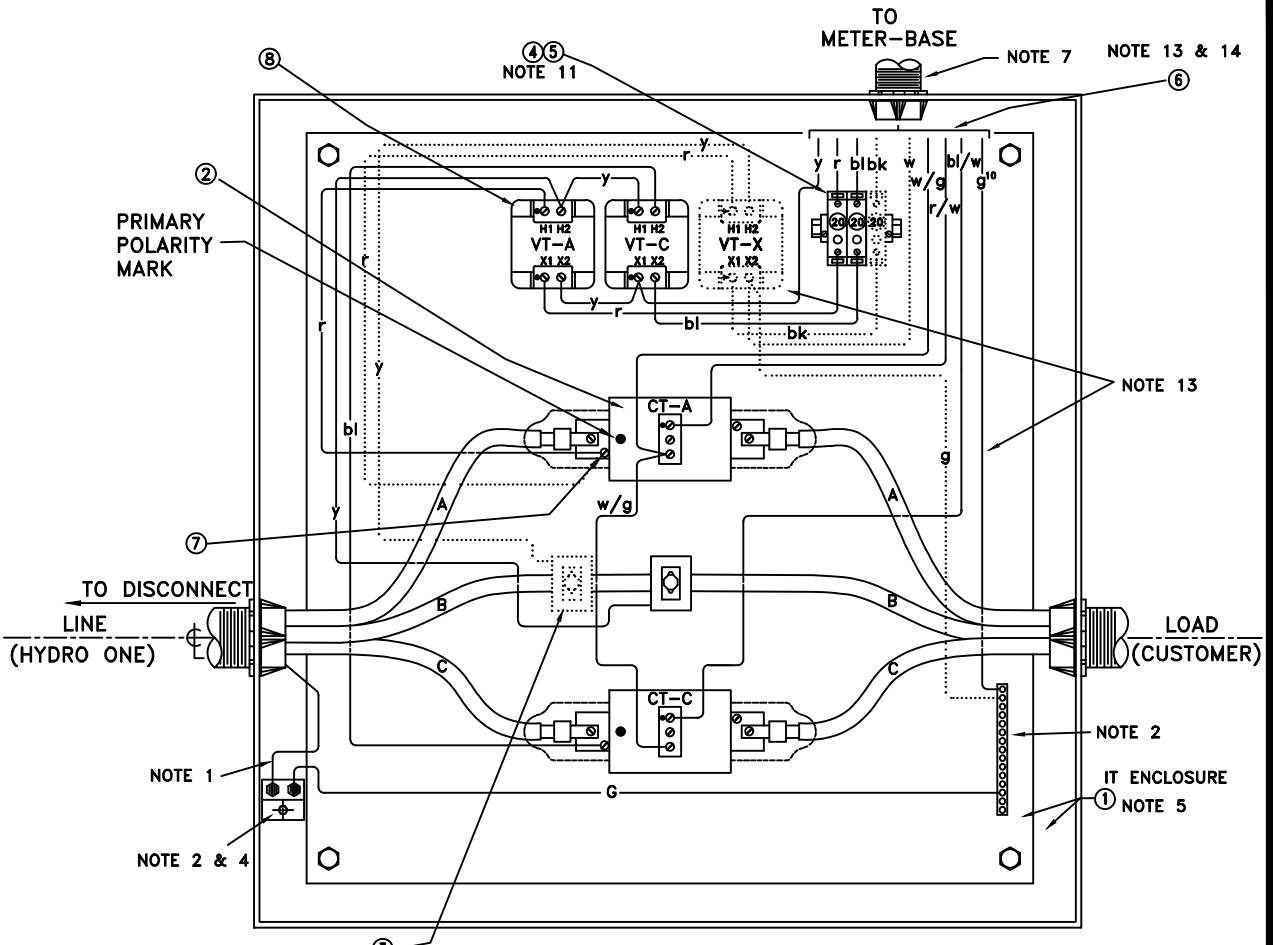 TO
METER-BASE
NOTE 7
NOTE 13 & 14
⑥
④⑤
NOTE 11
⑧
②
PRIMARY
POLARITY
MARK
y
r
y
r
bl
bk
w
w/g
r/w
bl/w
g10
y
H1 H2
VT-A
X1 X2
H1 H2
VT-C
X1 X2
H1 H2
VT-X
X1 X2
20
20
20
y
r
bl
bk
r
r
y
bl
y
NOTE 13
CT-A
A
A
w/g
g
⑦
TO DISCONNECT
LINE
(HYDRO ONE)
B
B
LOAD
(CUSTOMER)
C
C
CT-C
NOTE 1
NOTE 2
IT ENCLOSURE
①
NOTE 5
G
NOTE 2 & 4